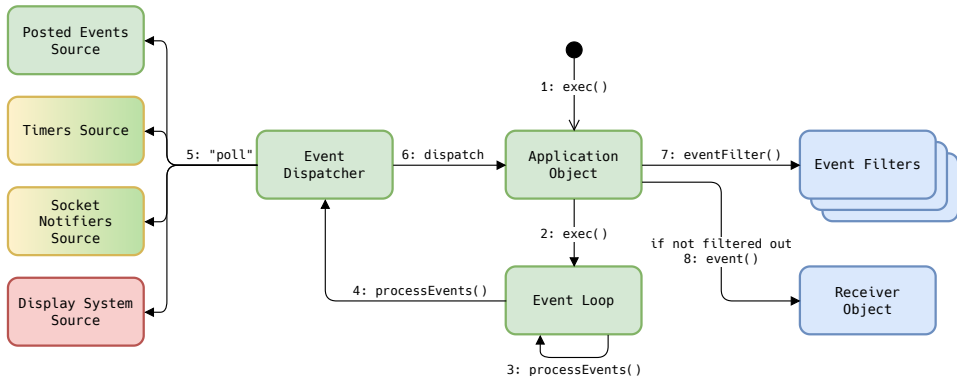 Posted Events
Source
Timers Source
Socket
Notifiers
Source
Display System
Source
5: "poll"
Event
Dispatcher
6: dispatch
1: exec()
Application
Object
7: eventFilter()
Event Filters
2: exec()
if not filtered out
8: event()
4: processEvents()
Event Loop
Receiver
Object
3: processEvents()